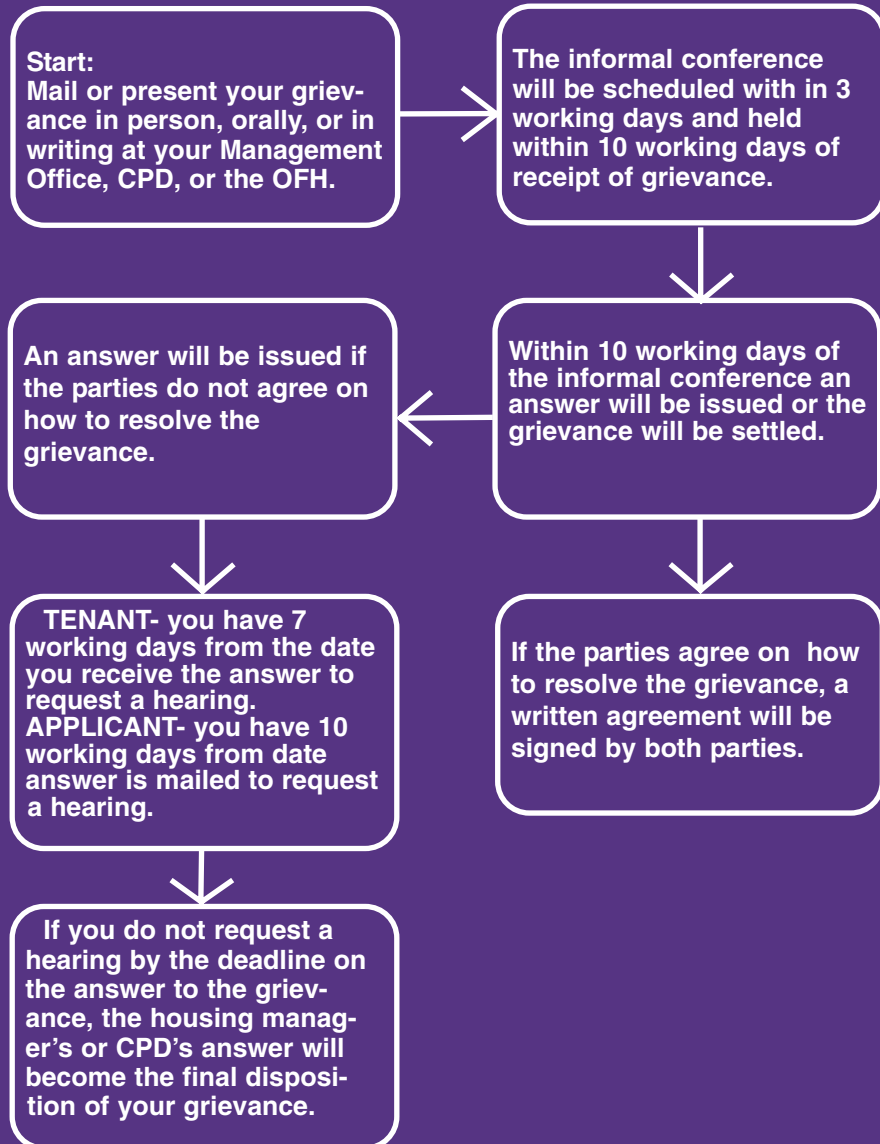 Start:
Mail or present your griev-
ance in person, orally, or in
writing at your Management
Office, CPD, or the OFH.
The informal conference
will be scheduled with in 3
working days and held
within 10 working days of
receipt of grievance.
Within 10 working days of
the informal conference an
answer will be issued or the
grievance will be settled.
An answer will be issued if
the parties do not agree on
how to resolve the
grievance.
TENANT- you have 7
working days from the date
you receive the answer to
request a hearing.
APPLICANT- you have 10
working days from date
answer is mailed to request
a hearing.
If the parties agree on how
to resolve the grievance, a
written agreement will be
signed by both parties.
If you do not request a
hearing by the deadline on
the answer to the griev-
ance, the housing manag-
er’s or CPD’s answer will
become the final disposi-
tion of your grievance.